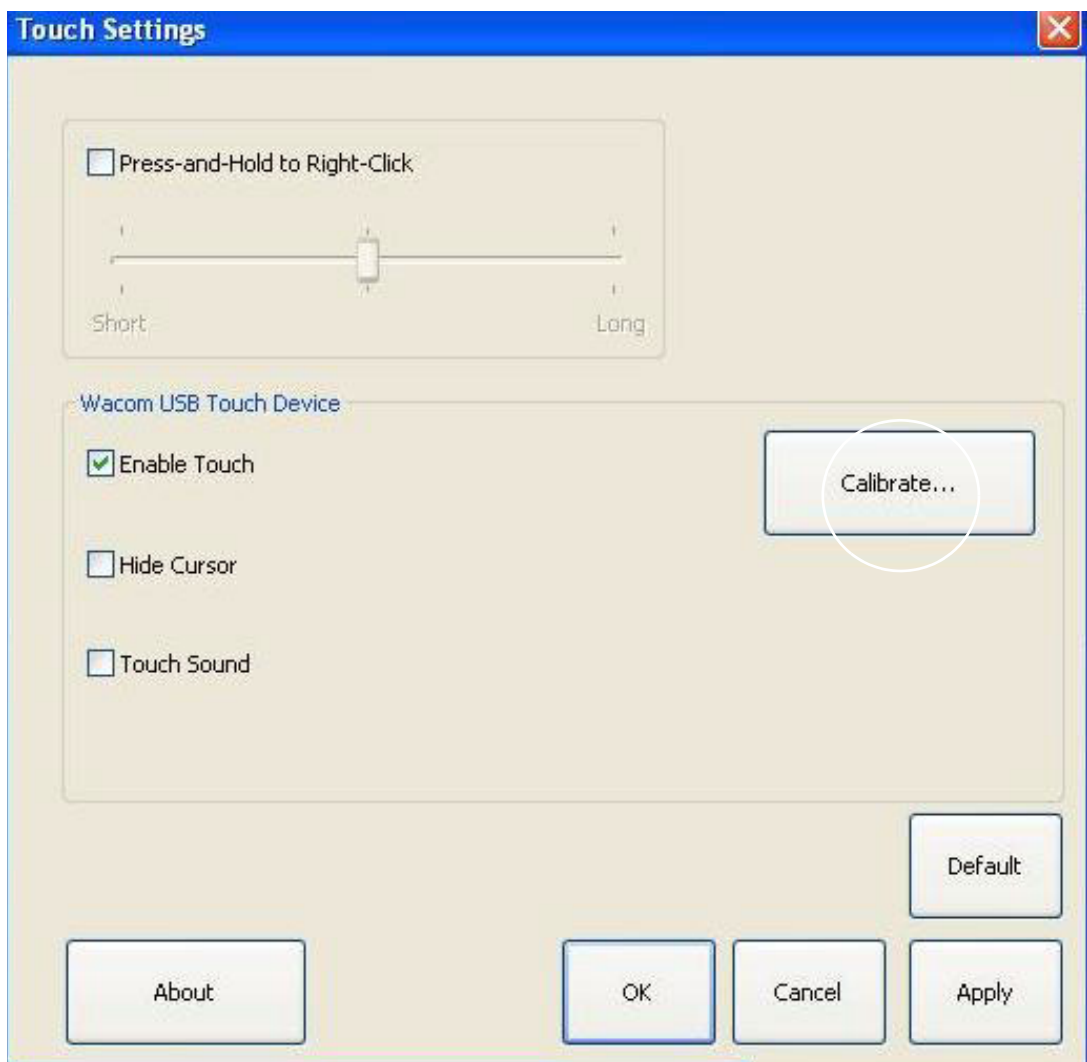 Touch Settings
Press-and-Hold to Right-Click
Short Long
Wacom USB Touch Device
Enable Touch
Calibrate...
Hide Cursor
Touch Sound
Default
About OK Cancel Apply